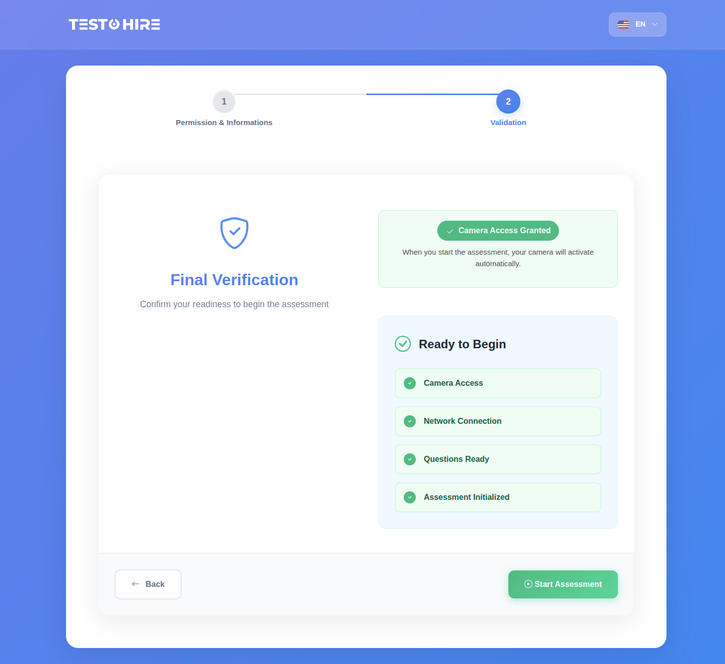 TESTOHIRE
EN
1
2
Permission & Informations
Validation
Final Verification
Confirm your readiness to begin the assessment
Camera Access Granted
When you start the assessment, your camera will activate
automatically.
Ready to Begin
Camera Access
Network Connection
Questions Ready
Assessment Initialized
Back
Start Assessment